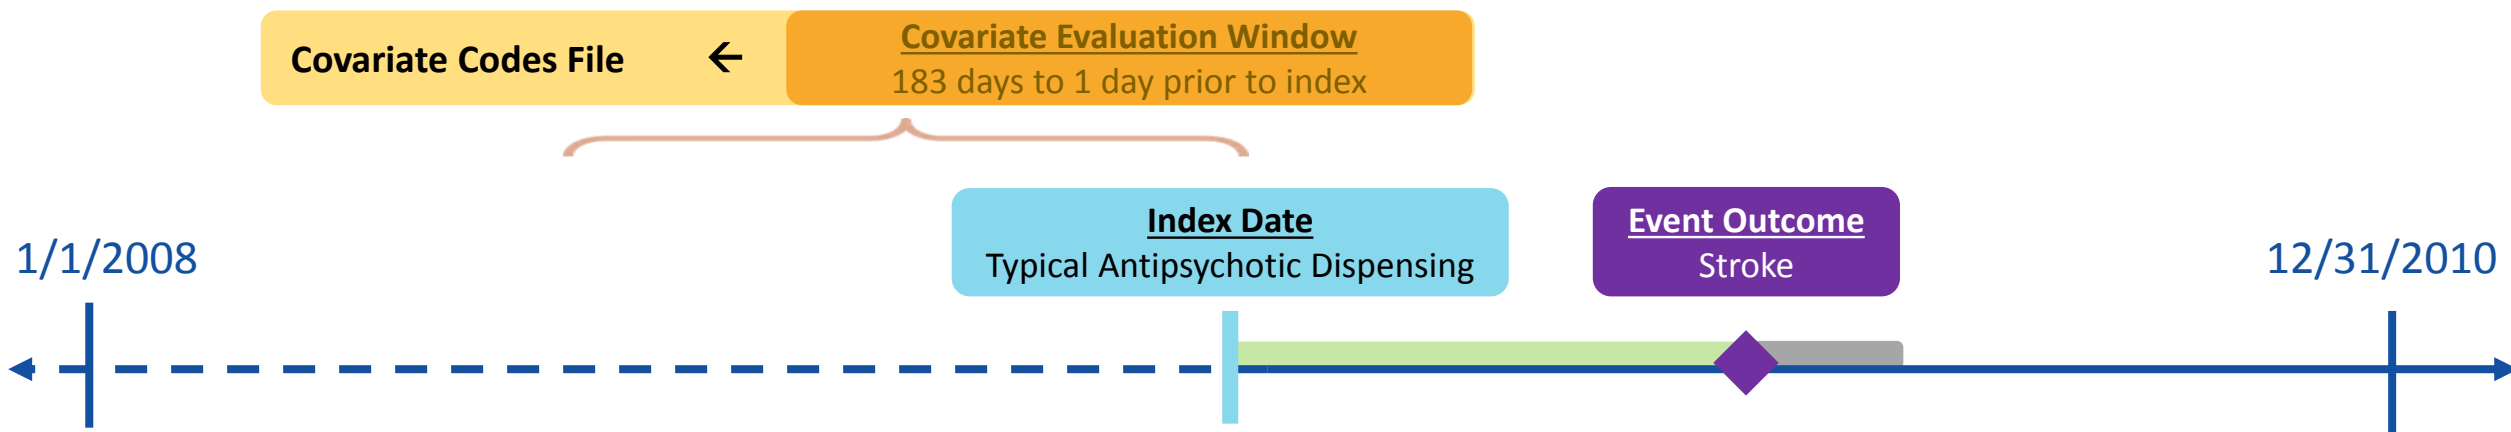 Covariate Codes File ←
Covariate Evaluation Window
183 days to 1 day prior to index
Index Date
Typical Antipsychotic Dispensing
Event Outcome
Stroke
1/1/2008
12/31/2010